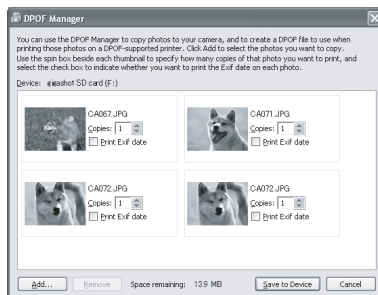 DPOF Manager
You can use the DPOF Manager to copy photos to your camera, and to create a DPOF file to use when
printing those photos on a DPOF-supported printer. Click Add to select the photos you want to copy.
Use the spin box beside each thumbnail to specify how many copies of that photo you want to print, and
select the check box to indicate whether you want to print the Exif date on each photo.
Device: gigashot SD card (F:)
CA067.JPG
Copies: 1
Print Exif date
CA071.JPG
Copies: 1
Print Exif date
CA072.JPG
Copies: 1
Print Exif date
CA072.JPG
Copies: 1
Print Exif date
Add... Remove Space remaining: 13.9 MB Save to Device Cancel